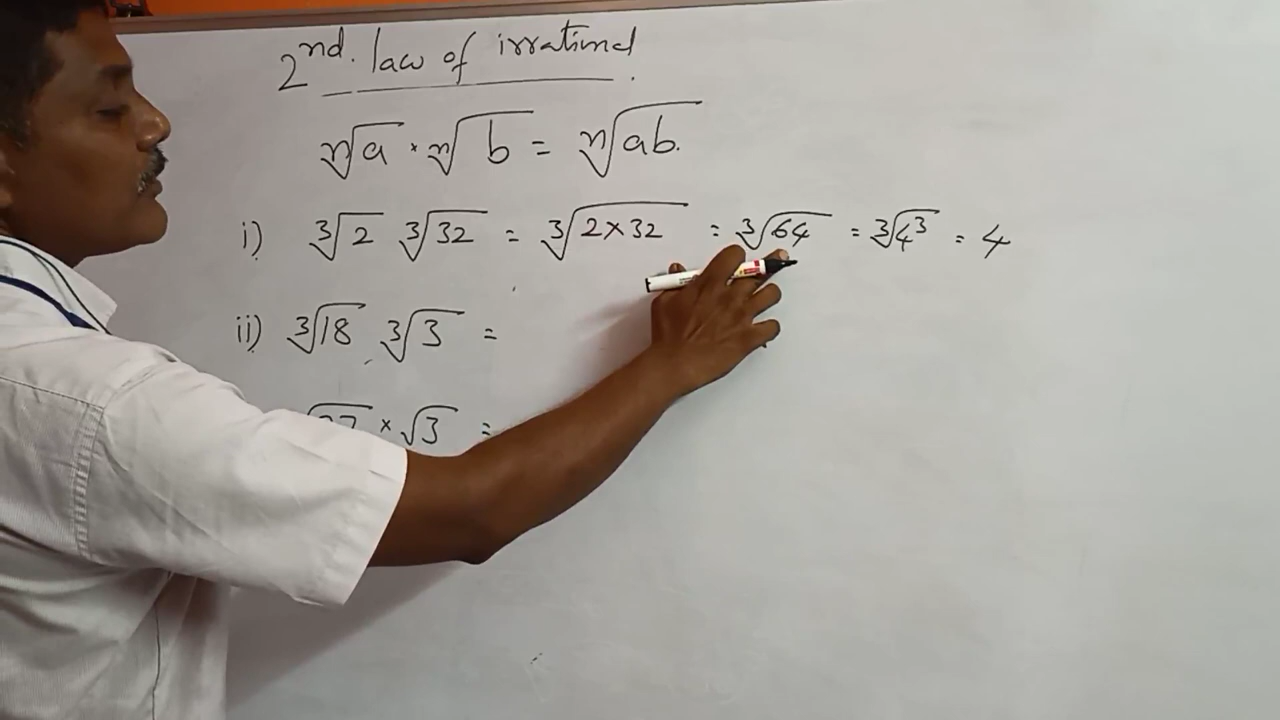 2nd. law of irrational.
ⁿ√a · ⁿ√b = ⁿ√ab.
i) ³√2 ³√32 = ³√2×32 = ³√64 = ³√4³ = 4
ii) ³√18 ³√3 =
× √3 =